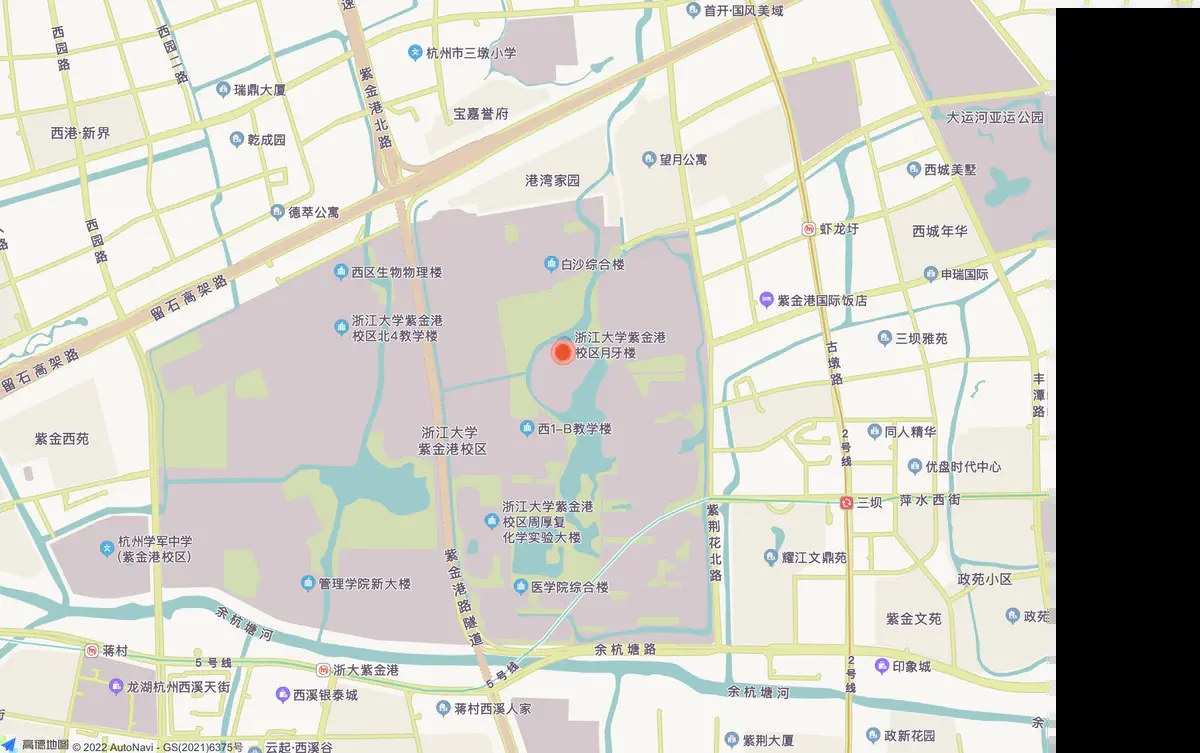 首开·国风美域
西园路
西园二路
紫金港北路
杭州市三墩小学
瑞鼎大厦
宝嘉誉府
大运河亚运公园
西港·新界
乾成园
望月公寓
西城美墅
港湾家园
德萃公寓
西园路
虾龙圩
西城年华
白沙综合楼
西区生物物理楼
申瑞国际
留石高架路
紫金港国际饭店
浙江大学紫金港
校区北4教学楼
浙江大学紫金港
校区月牙楼
三坝雅苑
古墩路
留石高架路
丰潭路
紫金西苑
浙江大学
紫金港校区
西1-B教学楼
2号线
同人精华
优盘时代中心
三坝
萍水西街
浙江大学紫金港
校区周厚复
化学实验大楼
紫荆花北路
杭州学军中学
(紫金港校区)
紫金港路隧道
耀江文鼎苑
管理学院新大楼
医学院综合楼
政苑小区
余杭塘河
紫金文苑
政苑
蒋村
5号线
浙大紫金港
余杭塘路
2号线
印象城
龙湖杭州西溪天街
西溪银泰城
5号线
余杭塘河
蒋村西溪人家
余
紫荆大厦
政新花园
高德地图 © 2022 AutoNavi - GS(2021)6375号
云起·西溪谷